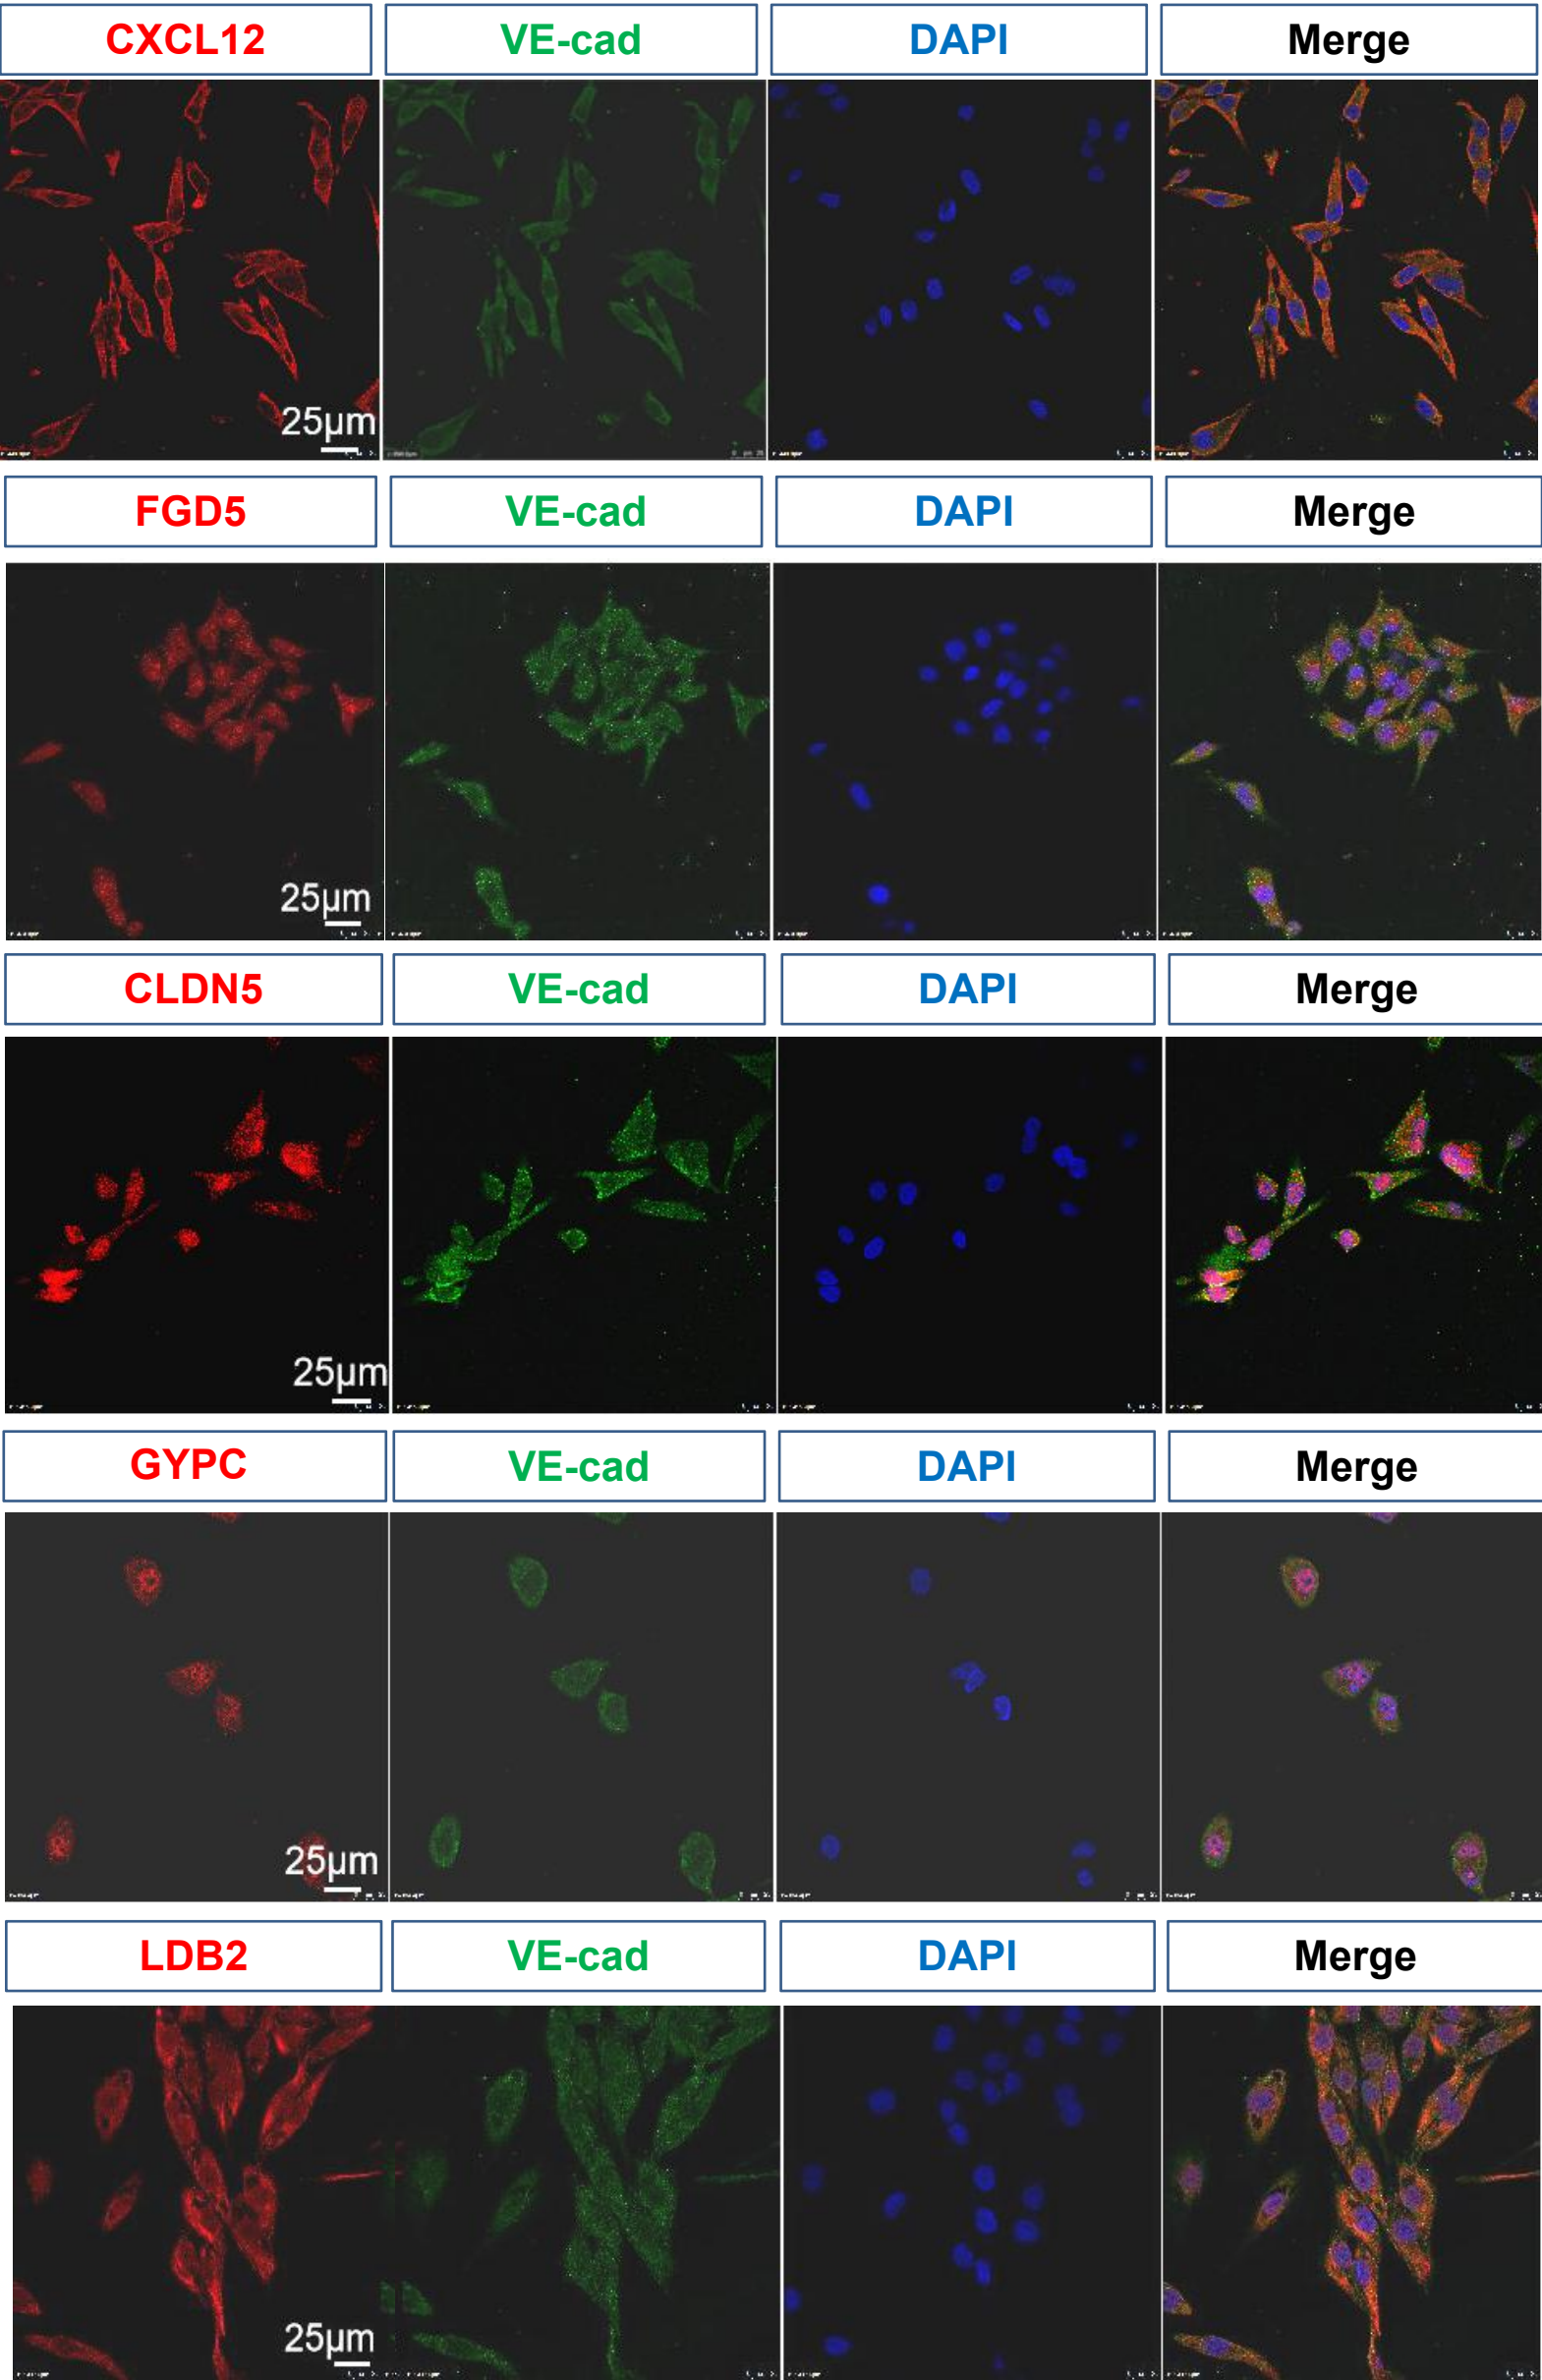 CXCL12 VE-cad DAPI Merge
25μm
FGD5 VE-cad DAPI Merge
25μm
CLDN5 VE-cad DAPI Merge
25μm
GYPC VE-cad DAPI Merge
25μm
LDB2 VE-cad DAPI Merge
25μm